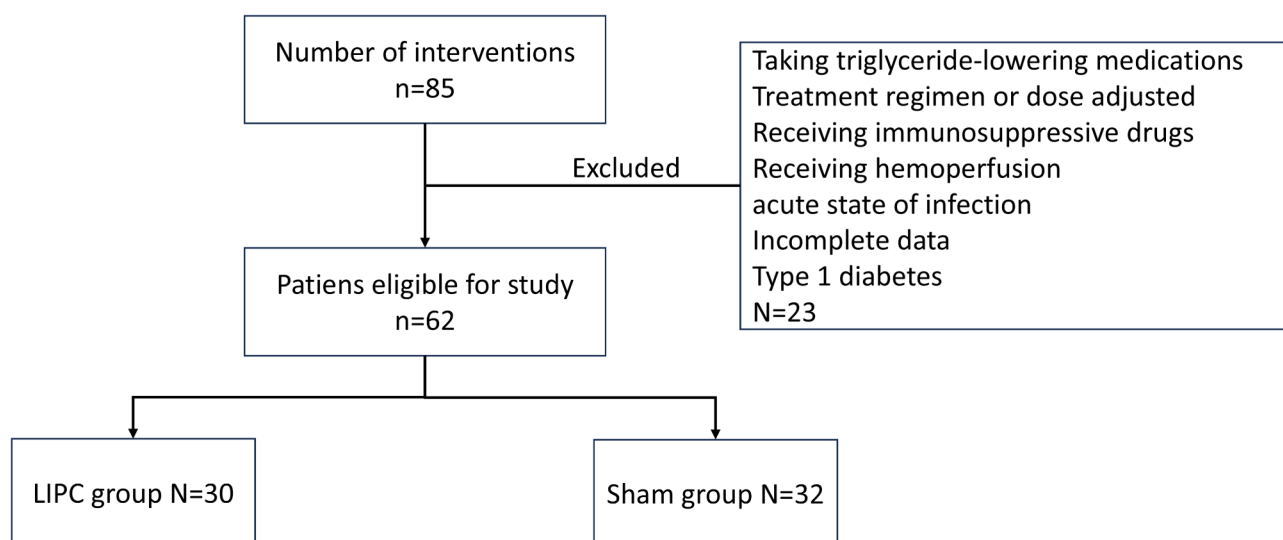 Number of interventions
n=85
Taking triglyceride-lowering medications
Treatment regimen or dose adjusted
Receiving immunosuppressive drugs
Receiving hemoperfusion
acute state of infection
Incomplete data
Type 1 diabetes
N=23
Excluded
Patiens eligible for study
n=62
LIPC group N=30
Sham group N=32